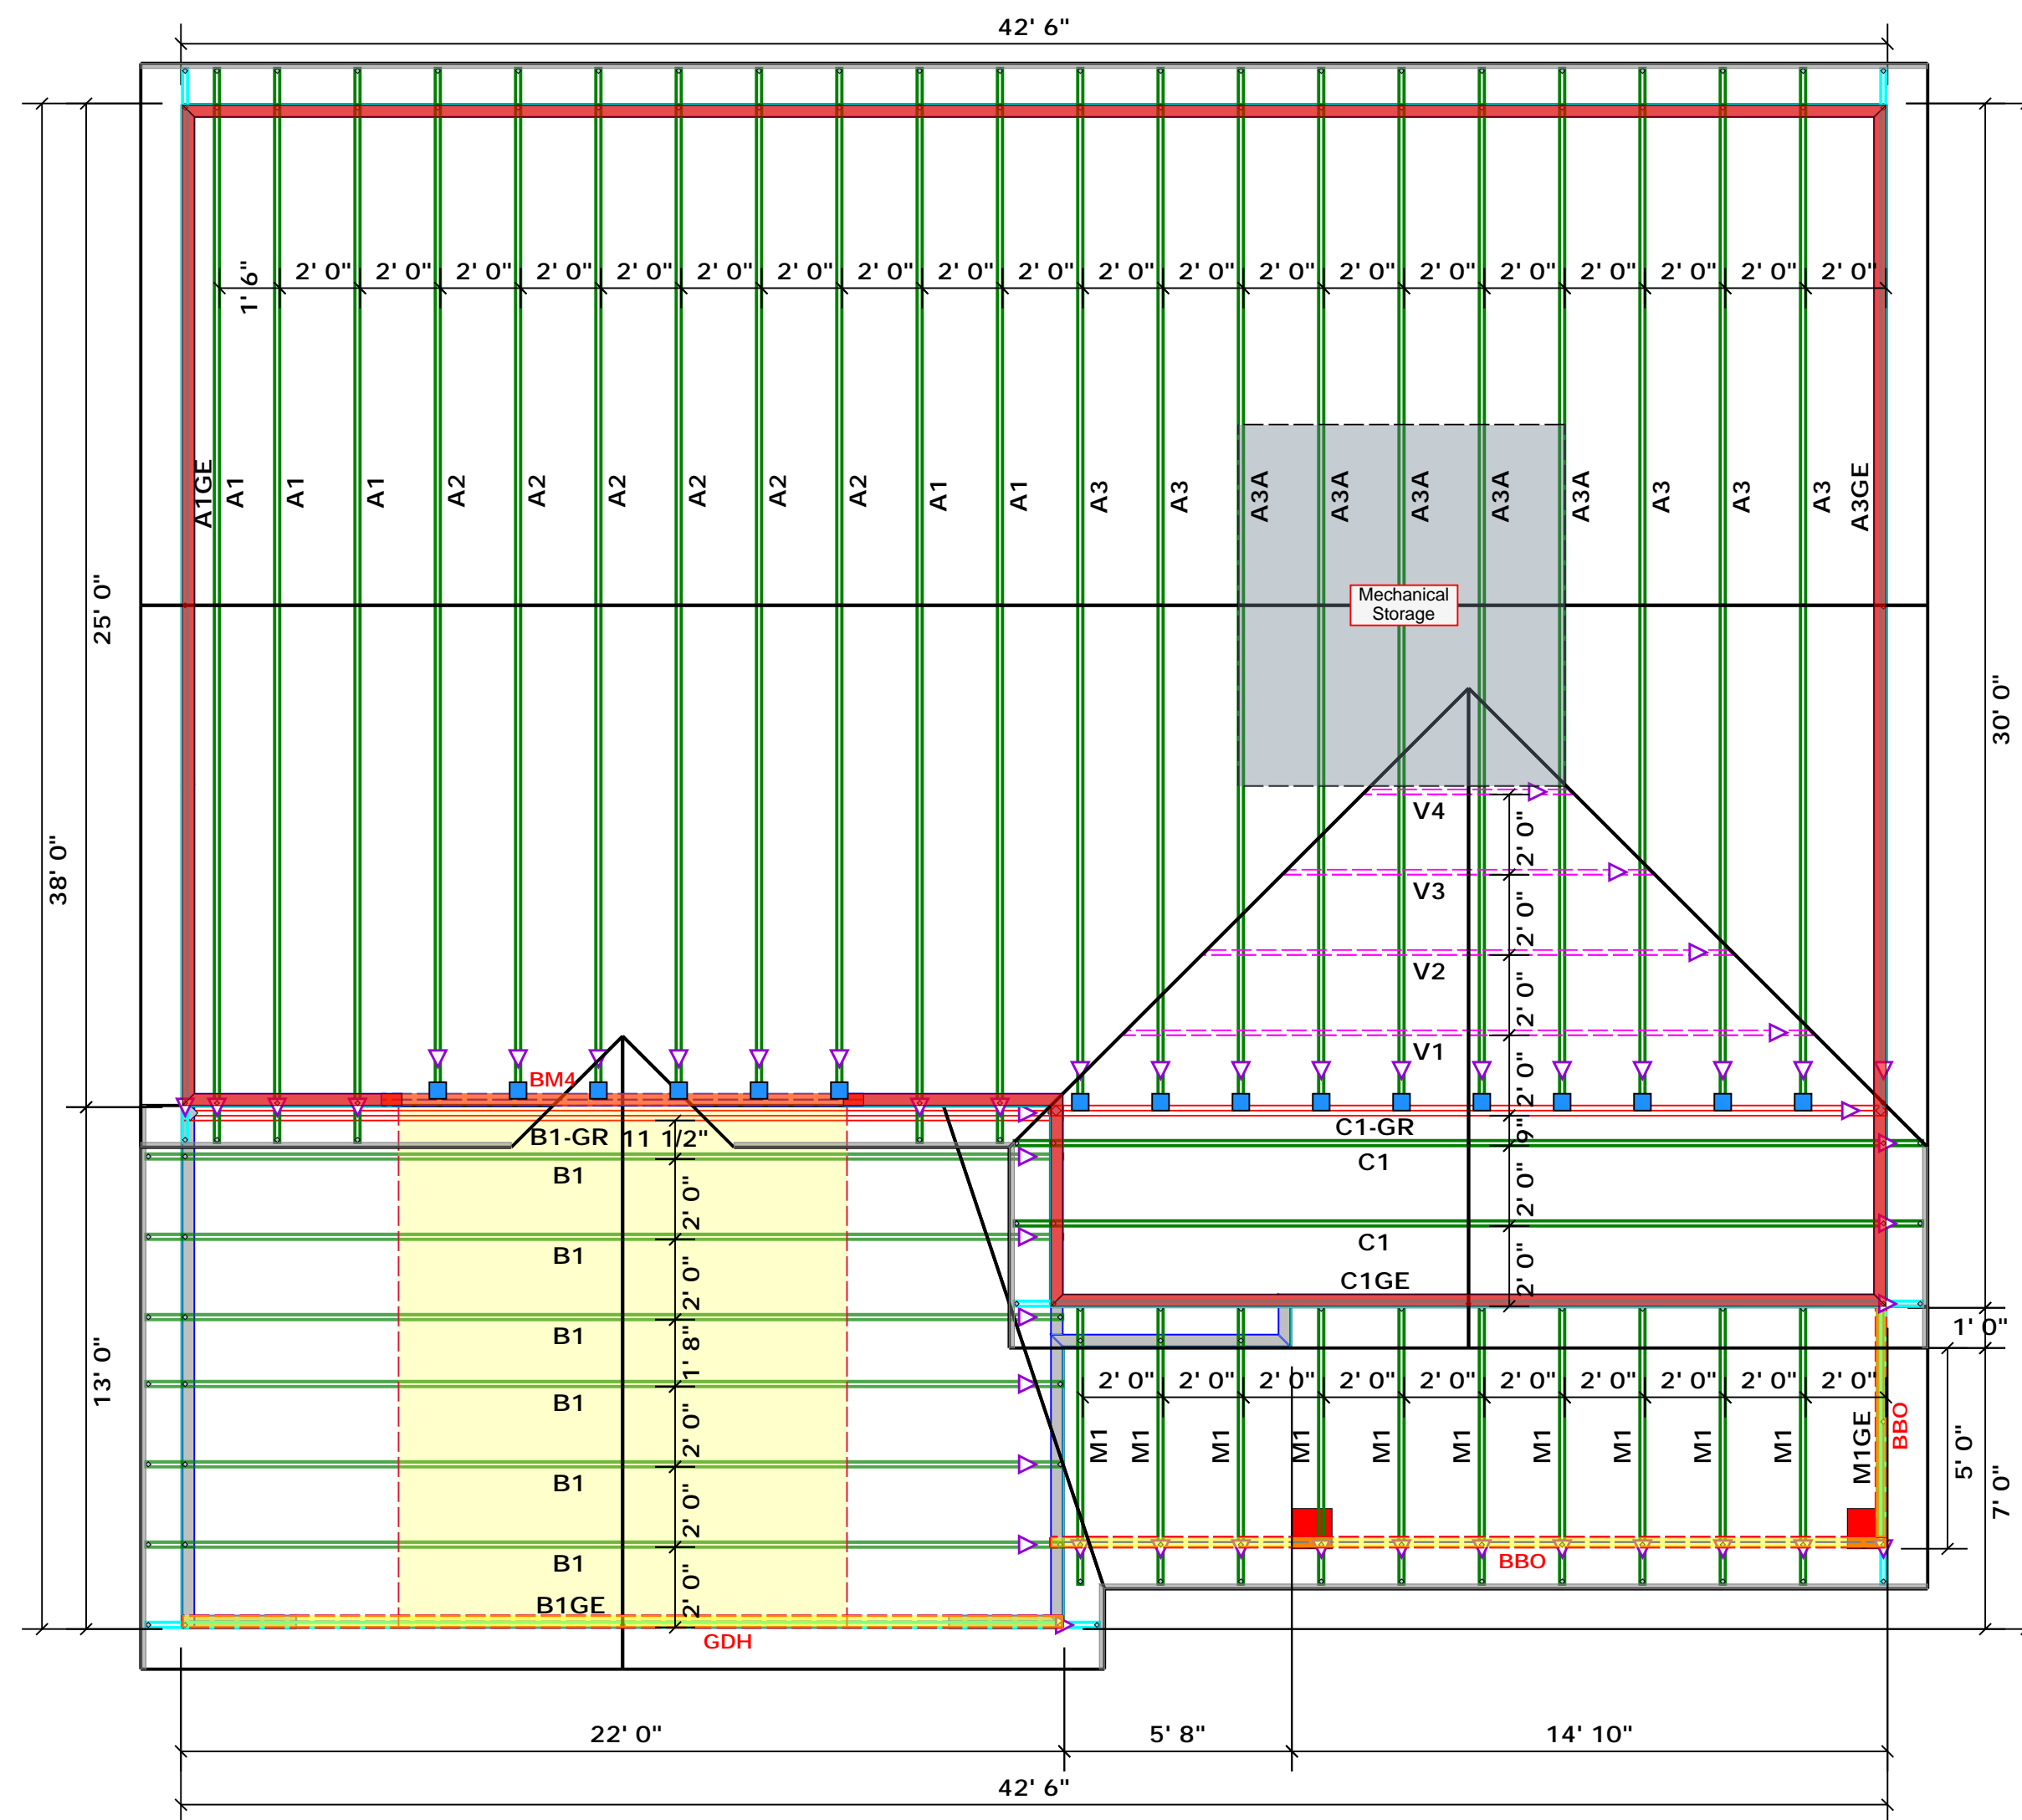 42' 6"
1' 6" 2' 0" 2' 0" 2' 0" 2' 0" 2' 0" 2' 0" 2' 0" 2' 0" 2' 0" 2' 0" 2' 0" 2' 0" 2' 0" 2' 0" 2' 0" 2' 0" 2' 0" 2' 0" 2' 0" 2' 0"
A1GE A1 A1 A1 A2 A2 A2 A2 A2 A2 A1 A1 A3 A3 A3A A3A A3A A3A A3A A3 A3 A3 A3GE
Mechanical
Storage
25' 0"
30' 0"
38' 0"
V4
2' 0"
V3
2' 0"
V2
2' 0"
V1
2' 0"
BM4
B1-GR 11 1/2"
C1-GR
9"
B1
C1
2' 0"
2' 0"
B1
C1
2' 0"
C1GE
2' 0"
B1
1' 0"
1' 8"
13' 0"
2' 0" 2' 0" 2' 0" 2' 0" 2' 0" 2' 0" 2' 0" 2' 0" 2' 0" 2' 0"
B1
M1 M1 M1 M1 M1 M1 M1 M1 M1 M1 M1GE BBO
2' 0"
5' 0"
B1
7' 0"
2' 0"
B1
BBO
2' 0"
B1GE
GDH
22' 0" 5' 8" 14' 10"
42' 6"